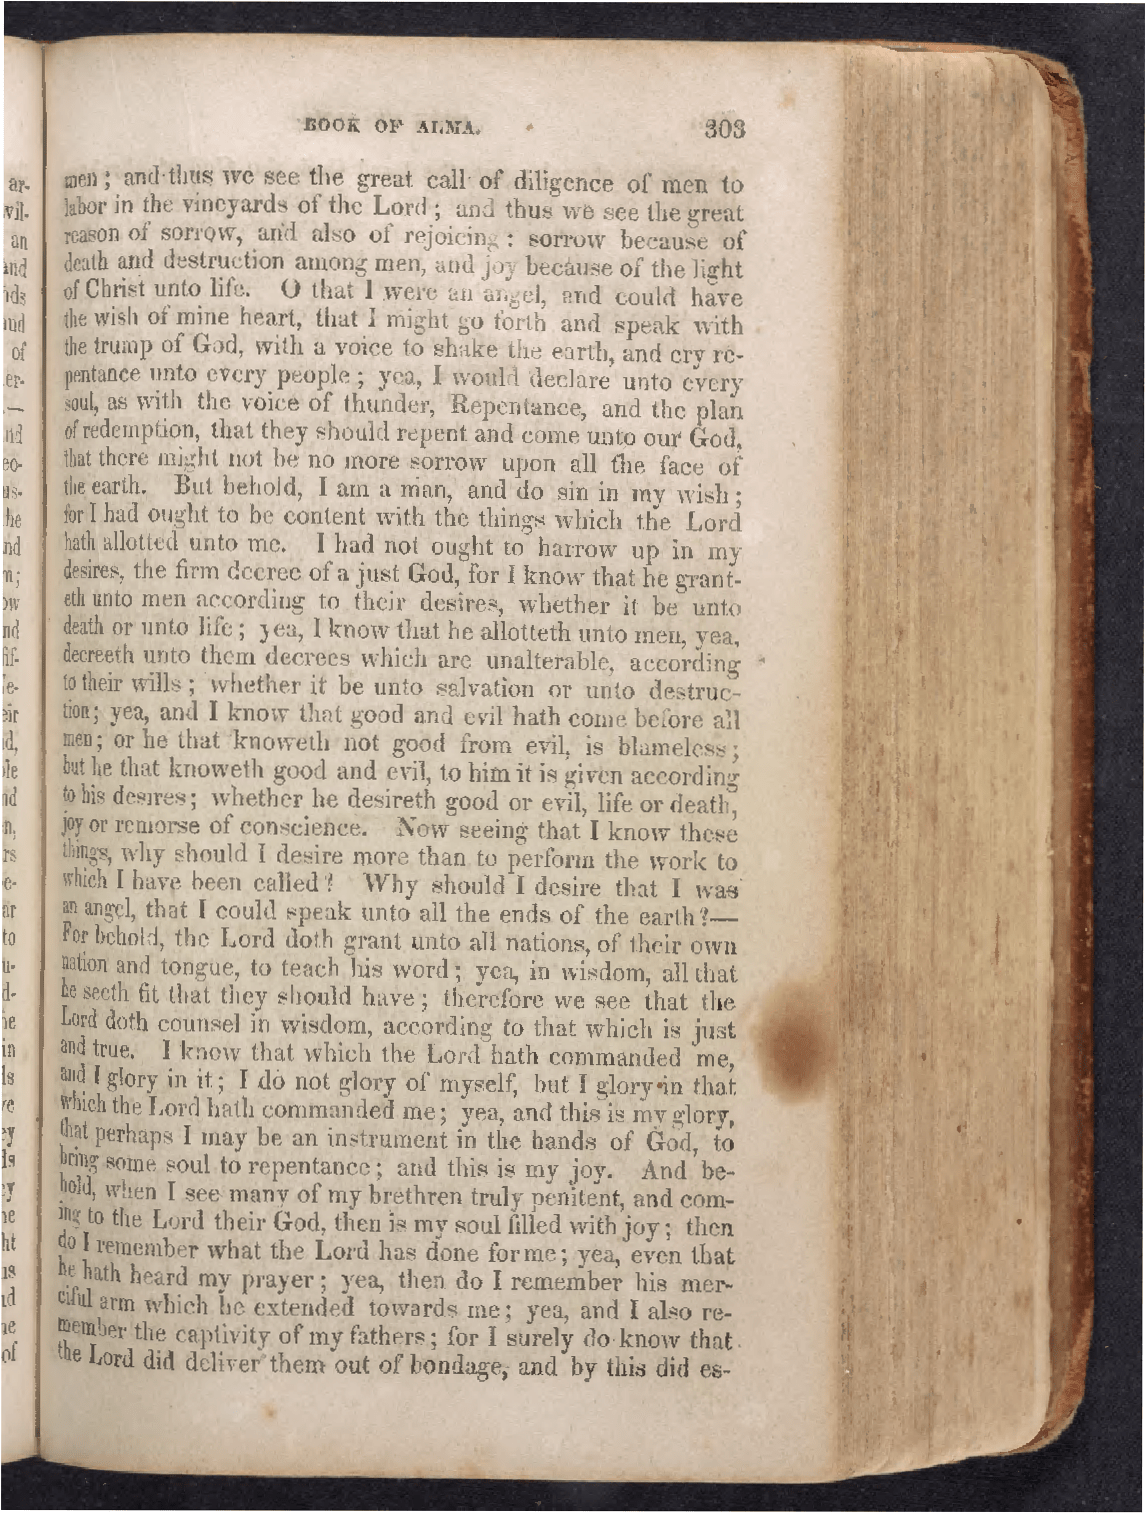 BOOK OF ALMA.
303
men; and thus we see the great call of diligence of men to
labor in the vineyards of the Lord; and thus we see the great
reason of sorrow, and also of rejoicing: sorrow because of
death and destruction among men, and joy because of the light
of Christ unto life. O that I were an angel, and could have
the wish of mine heart, that I might go forth and speak with
the trump of God, with a voice to shake the earth, and cry re-
pentance unto every people; yea, I would declare unto every
soul, as with the voice of thunder, Repentance, and the plan
of redemption, that they should repent and come unto our God,
that there might not be no more sorrow upon all the face of
the earth. But behold, I am a man, and do sin in my wish;
for I had ought to be content with the things which the Lord
hath allotted unto me. I had not ought to harrow up in my
desires, the firm decree of a just God, for I know that he grant-
eth unto men according to their desires, whether it be unto
death or unto life; yea, I know that he allotteth unto men, yea,
decreeth unto them decrees which are unalterable, according
to their wills; whether it be unto salvation or unto destruc-
tion; yea, and I know that good and evil hath come before all
men; or he that knoweth not good from evil, is blameless;
but he that knoweth good and evil, to him it is given according
to his desires; whether he desireth good or evil, life or death,
joy or remorse of conscience. Now seeing that I know these
things, why should I desire more than to perform the work to
which I have been called? Why should I desire that I was
an angel, that I could speak unto all the ends of the earth?—
For behold, the Lord doth grant unto all nations, of their own
nation and tongue, to teach his word; yea, in wisdom, all that
he seeth fit that they should have; therefore we see that the
Lord doth counsel in wisdom, according to that which is just
and true. I know that which the Lord hath commanded me,
and I glory in it; I do not glory of myself, but I glory in that
which the Lord hath commanded me; yea, and this is my glory,
that perhaps I may be an instrument in the hands of God, to
bring some soul to repentance; and this is my joy. And be-
hold, when I see many of my brethren truly penitent, and com-
ing to the Lord their God, then is my soul filled with joy; then
do I remember what the Lord has done for me; yea, even that
he hath heard my prayer; yea, then do I remember his mer-
ciful arm which he extended towards me; yea, and I also re-
member the captivity of my fathers; for I surely do know that
the Lord did deliver them out of bondage, and by this did es-